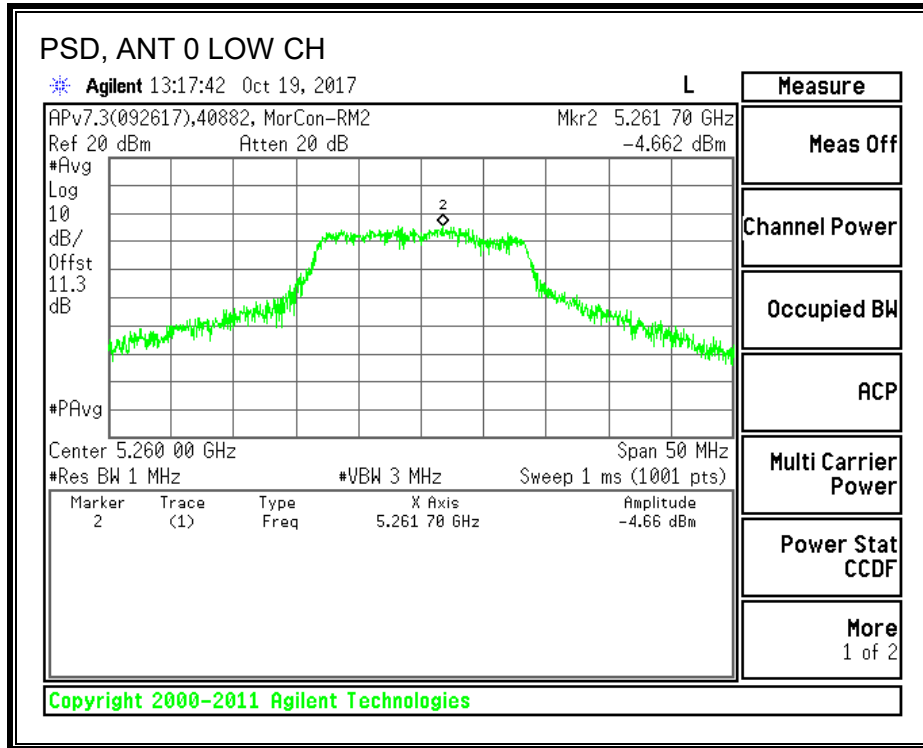 PSD, ANT 0 LOW CH
Agilent 13:17:42 Oct 19, 2017 L
Measure
APv7.3(092617),40882, MorCon-RM2 Mkr2 5.261 70 GHz
Ref 20 dBm Atten 20 dB -4.662 dBm
Meas Off
#Avg
Log
10
dB/
Offst
11.3
dB
2
Channel Power
Occupied BW
ACP
#PAvg
Center 5.260 00 GHz Span 50 MHz
#Res BW 1 MHz #VBW 3 MHz Sweep 1 ms (1001 pts)
Multi Carrier
Power
Marker Trace Type X Axis Amplitude
2 (1) Freq 5.261 70 GHz -4.66 dBm
Power Stat
CCDF
More
1 of 2
Copyright 2000-2011 Agilent Technologies